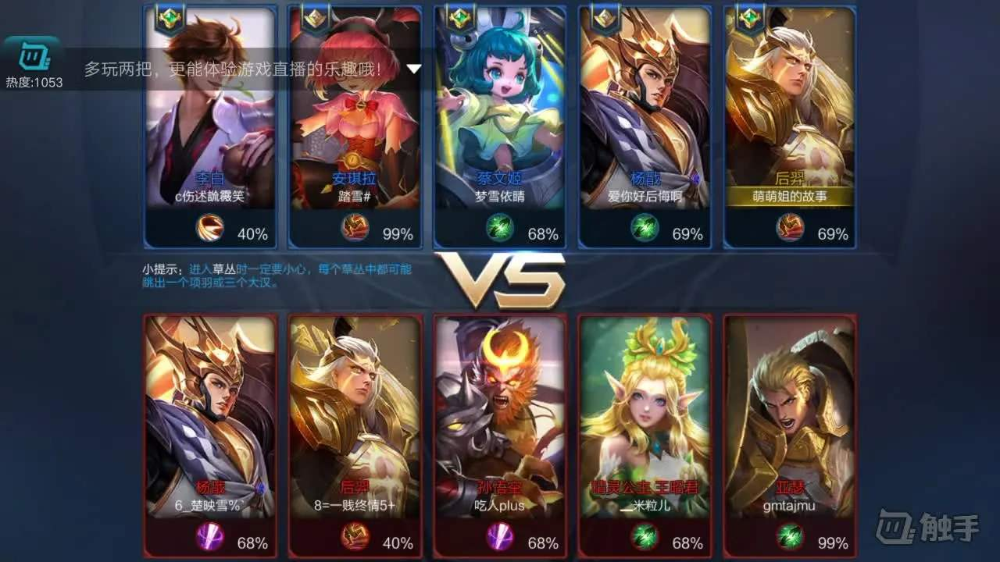 多玩两把，更能体验游戏直播的乐趣哦！
热度:1053
李白
c伤述訛霺笑
40%
安琪拉
踏雪#
99%
蔡文姬
梦雪依睛
68%
杨戬
爱你好后悔啊
69%
后羿
萌萌姐的故事
69%
小提示：进入草丛时一定要小心，每个草丛中都可能
跳出一个项羽或三个大汉。
VS
杨戬
6_楚映雪%`
68%
后羿
8=一贱终情5+
40%
孙悟空
吃人plus
68%
精灵公主 王昭君
__米粒儿
68%
亚瑟
gmtajmu
99%
触手